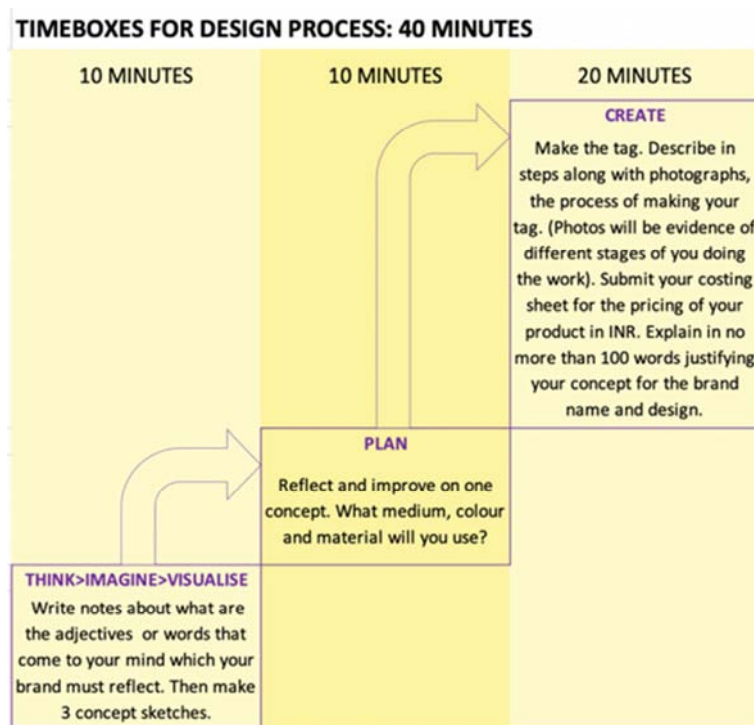 TIMEBOXES FOR DESIGN PROCESS: 40 MINUTES
10 MINUTES
10 MINUTES
20 MINUTES
THINK>IMAGINE>VISUALISE
Write notes about what are
the adjectives or words that
come to your mind which your
brand must reflect. Then make
3 concept sketches.
PLAN
Reflect and improve on one
concept. What medium, colour
and material will you use?
CREATE
Make the tag. Describe in
steps along with photographs,
the process of making your
tag. (Photos will be evidence of
different stages of you doing
the work). Submit your costing
sheet for the pricing of your
product in INR. Explain in no
more than 100 words justifying
your concept for the brand
name and design.